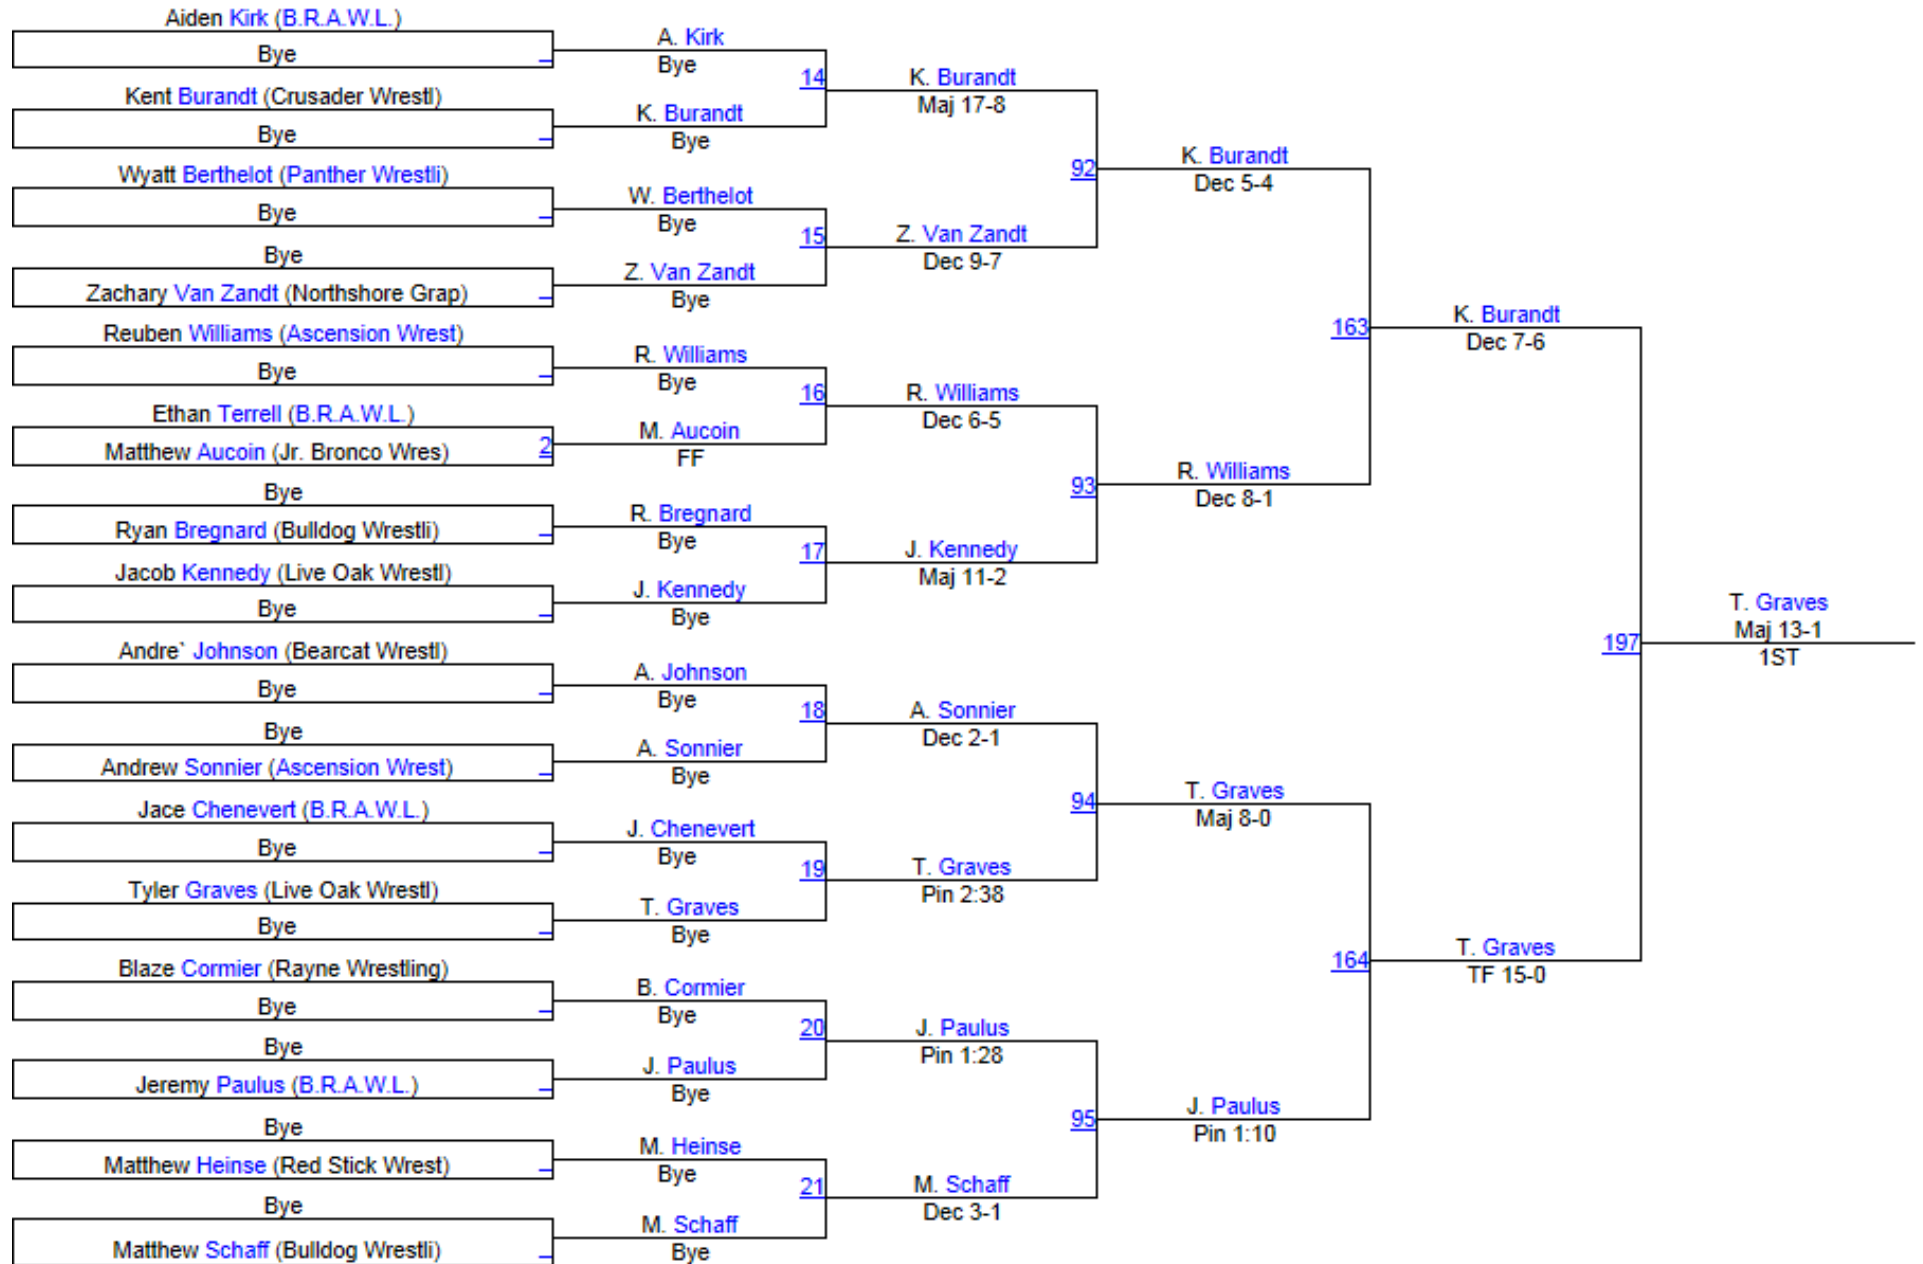 Aiden Kirk (B.R.A.W.L.)
Bye
Kent Burandt (Crusader Wrestl)
Bye
Wyatt Berthelot (Panther Wrestli)
Bye
Bye
Zachary Van Zandt (Northshore Grap)
Reuben Williams (Ascension Wrest)
Bye
Ethan Terrell (B.R.A.W.L.)
Matthew Aucoin (Jr. Bronco Wres)
2
Bye
Ryan Bregnard (Bulldog Wrestli)
Jacob Kennedy (Live Oak Wrestl)
Bye
Andre` Johnson (Bearcat Wrestl)
Bye
Bye
Andrew Sonnier (Ascension Wrest)
Jace Chenevert (B.R.A.W.L.)
Bye
Tyler Graves (Live Oak Wrestl)
Bye
Blaze Cormier (Rayne Wrestling)
Bye
Bye
Jeremy Paulus (B.R.A.W.L.)
Bye
Matthew Heinse (Red Stick Wrest)
Bye
Matthew Schaff (Bulldog Wrestli)
A. Kirk
Bye
14
K. Burandt
Bye
W. Berthelot
Bye
15
Z. Van Zandt
Bye
R. Williams
Bye
16
M. Aucoin
FF
R. Bregnard
Bye
17
J. Kennedy
Bye
A. Johnson
Bye
18
A. Sonnier
Bye
J. Chenevert
Bye
19
T. Graves
Bye
B. Cormier
Bye
20
J. Paulus
Bye
M. Heinse
Bye
21
M. Schaff
Bye
K. Burandt
Maj 17-8
92
Z. Van Zandt
Dec 9-7
R. Williams
Dec 6-5
93
J. Kennedy
Maj 11-2
A. Sonnier
Dec 2-1
94
T. Graves
Pin 2:38
J. Paulus
Pin 1:28
95
M. Schaff
Dec 3-1
K. Burandt
Dec 5-4
163
R. Williams
Dec 8-1
T. Graves
Maj 8-0
164
J. Paulus
Pin 1:10
K. Burandt
Dec 7-6
197
T. Graves
TF 15-0
T. Graves
Maj 13-1
1ST